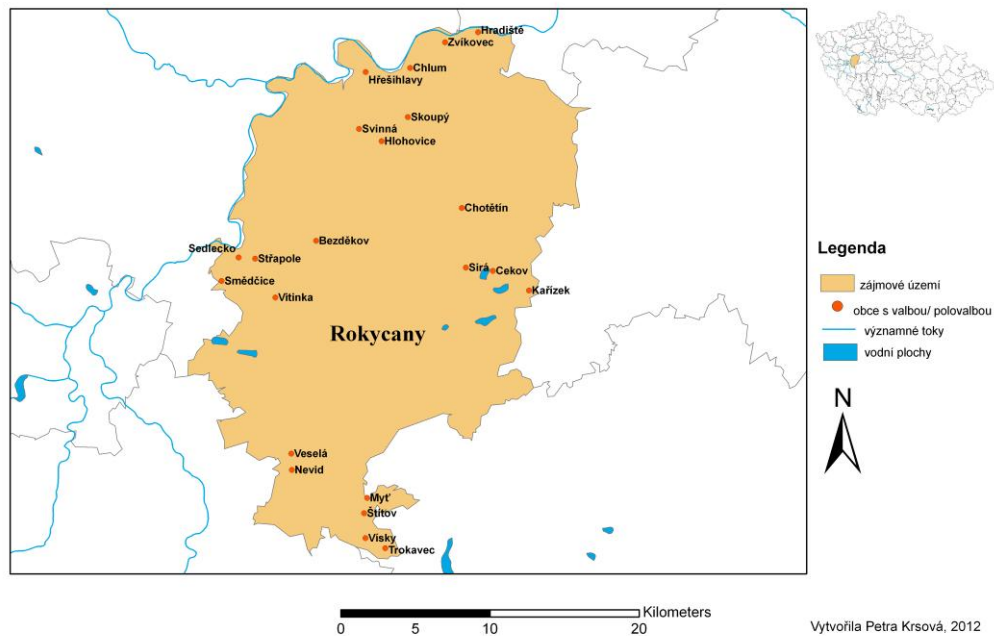 Hradiště
Zvíkovec
Chlum
Hřešihlavy
Skoupý
Svinná
Hlohovice
Chotětín
Bezděkov
Sedlecko
Střapole
Sirá
Cekov
Smědčice
Kařízek
Vitinka
Rokycany
Veselá
Nevid
Myť
Štítov
Vísky
Trokavec
Legenda
zájmové území
obce s valbou/ polovalbou
významné toky
vodní plochy
N
Kilometers
0 5 10 20
Vytvořila Petra Krsová, 2012